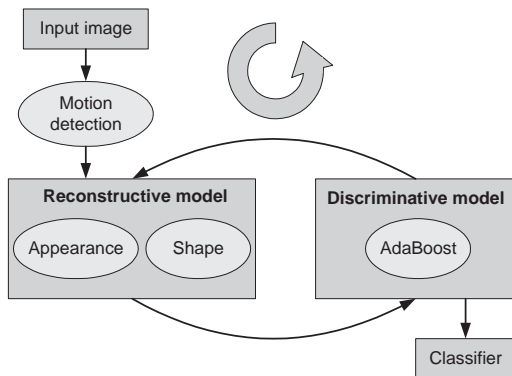 Input image
Motion
detection
Reconstructive model
Appearance
Shape
Discriminative model
AdaBoost
Classifier